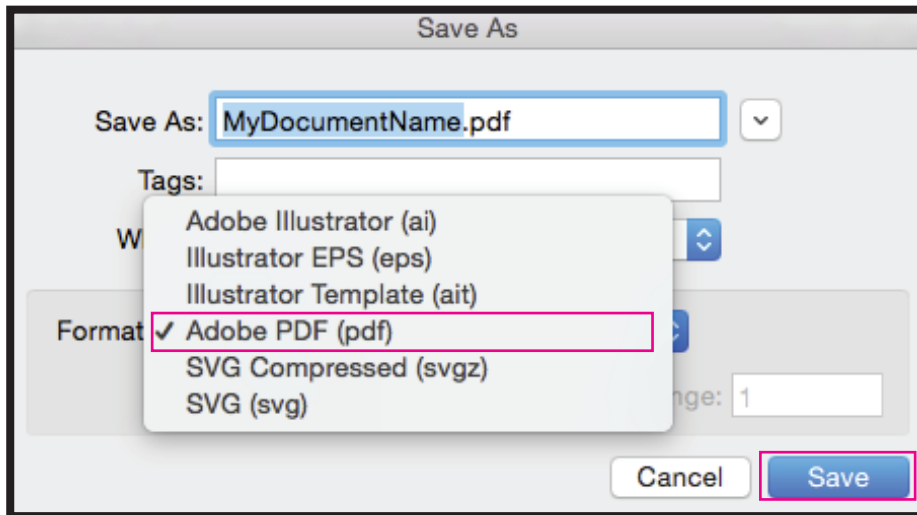 Save As
Save As: MyDocumentName.pdf
Tags:
Adobe Illustrator (ai)
Illustrator EPS (eps)
Illustrator Template (ait)
Format ✓ Adobe PDF (pdf)
SVG Compressed (svgz)
SVG (svg)
nge: 1
Cancel Save